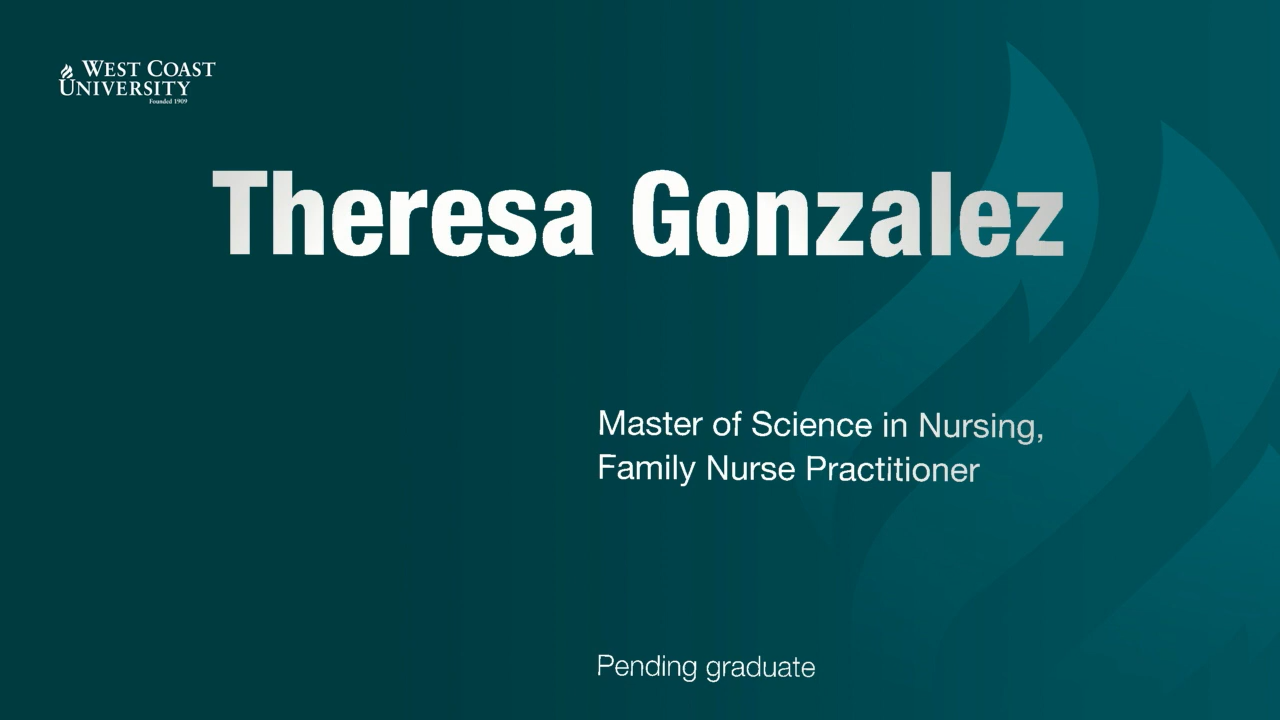 WEST COAST
UNIVERSITY
Founded 1909
Theresa Gonzalez
Master of Science in Nursing,
Family Nurse Practitioner
Pending graduate